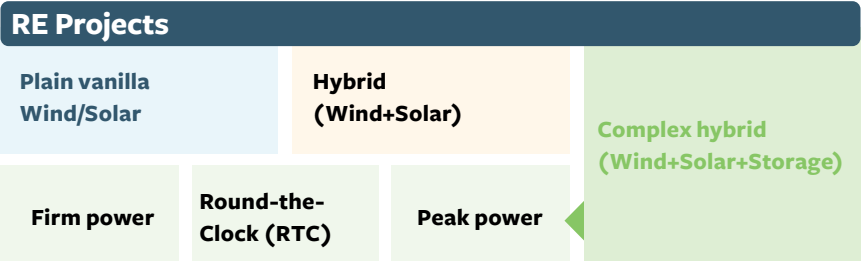 RE Projects
Plain vanilla
Wind/Solar
Hybrid
(Wind+Solar)
Complex hybrid
(Wind+Solar+Storage)
Firm power
Round-the-
Clock (RTC)
Peak power